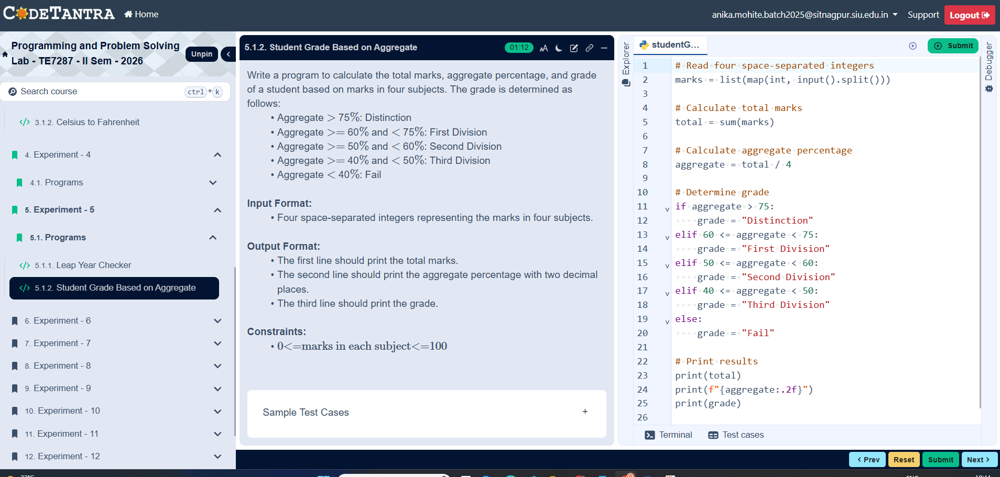 CODETANTRA
Home
anika.mohite.batch2025@sitnagpur.siu.edu.in
Support
Logout
Programming and Problem Solving
Lab - TE7287 - II Sem - 2026
Unpin
Search course
ctrl + k
3.1.2. Celsius to Fahrenheit
4. Experiment - 4
4.1. Programs
5. Experiment - 5
5.1. Programs
5.1.1. Leap Year Checker
5.1.2. Student Grade Based on Aggregate
6. Experiment - 6
7. Experiment - 7
8. Experiment - 8
9. Experiment - 9
10. Experiment - 10
11. Experiment - 11
12. Experiment - 12
5.1.2. Student Grade Based on Aggregate
01:12
AA
Write a program to calculate the total marks, aggregate percentage, and grade
of a student based on marks in four subjects. The grade is determined as
follows:
• Aggregate > 75%: Distinction
• Aggregate >= 60% and < 75%: First Division
• Aggregate >= 50% and < 60%: Second Division
• Aggregate >= 40% and < 50%: Third Division
• Aggregate < 40%: Fail
Input Format:
• Four space-separated integers representing the marks in four subjects.
Output Format:
• The first line should print the total marks.
• The second line should print the aggregate percentage with two decimal
places.
• The third line should print the grade.
Constraints:
• 0<=marks in each subject<=100
Sample Test Cases
+
Explorer
studentG...
Submit
Debugger
1 # Read four space-separated integers
2 marks = list(map(int, input().split()))
3
4 # Calculate total marks
5 total = sum(marks)
6
7 # Calculate aggregate percentage
8 aggregate = total / 4
9
10 # Determine grade
11 if aggregate > 75:
12     grade = "Distinction"
13 elif 60 <= aggregate < 75:
14     grade = "First Division"
15 elif 50 <= aggregate < 60:
16     grade = "Second Division"
17 elif 40 <= aggregate < 50:
18     grade = "Third Division"
19 else:
20     grade = "Fail"
21
22 # Print results
23 print(total)
24 print(f"{aggregate:.2f}")
25 print(grade)
26
Terminal
Test cases
< Prev
Reset
Submit
Next >